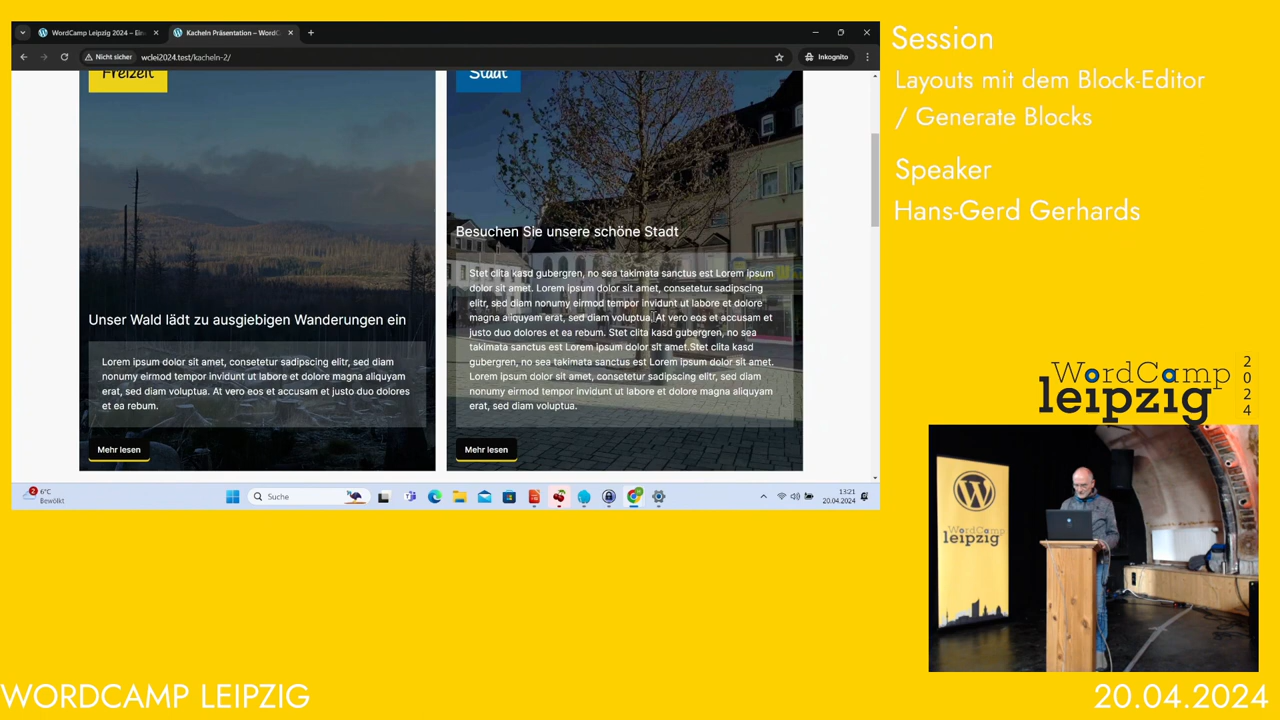 WordCamp Leipzig 2024 – Ein
Kacheln Präsentation – WordC
Nicht sicher
wclei2024.test/kacheln-2/
Inkognito
Freizeit
Stadt
Unser Wald lädt zu ausgiebigen Wanderungen ein
Lorem ipsum dolor sit amet, consetetur sadipscing elitr, sed diam
nonumy eirmod tempor invidunt ut labore et dolore magna aliquyam
erat, sed diam voluptua. At vero eos et accusam et justo duo dolores
et ea rebum.
Mehr lesen
Besuchen Sie unsere schöne Stadt
Stet clita kasd gubergren, no sea takimata sanctus est Lorem ipsum
dolor sit amet. Lorem ipsum dolor sit amet, consetetur sadipscing
elitr, sed diam nonumy eirmod tempor invidunt ut labore et dolore
magna aliquyam erat, sed diam voluptua. At vero eos et accusam et
justo duo dolores et ea rebum. Stet clita kasd gubergren, no sea
takimata sanctus est Lorem ipsum dolor sit amet.Stet clita kasd
gubergren, no sea takimata sanctus est Lorem ipsum dolor sit amet.
Lorem ipsum dolor sit amet, consetetur sadipscing elitr, sed diam
nonumy eirmod tempor invidunt ut labore et dolore magna aliquyam
erat, sed diam voluptua.
Mehr lesen
2
6°C
Bewölkt
Suche
13:21
20.04.2024
Session
Layouts mit dem Block-Editor
/ Generate Blocks
Speaker
Hans-Gerd Gerhards
WordCamp
leipzig
2024
WordCamp
leipzig
WORDCAMP LEIPZIG
20.04.2024